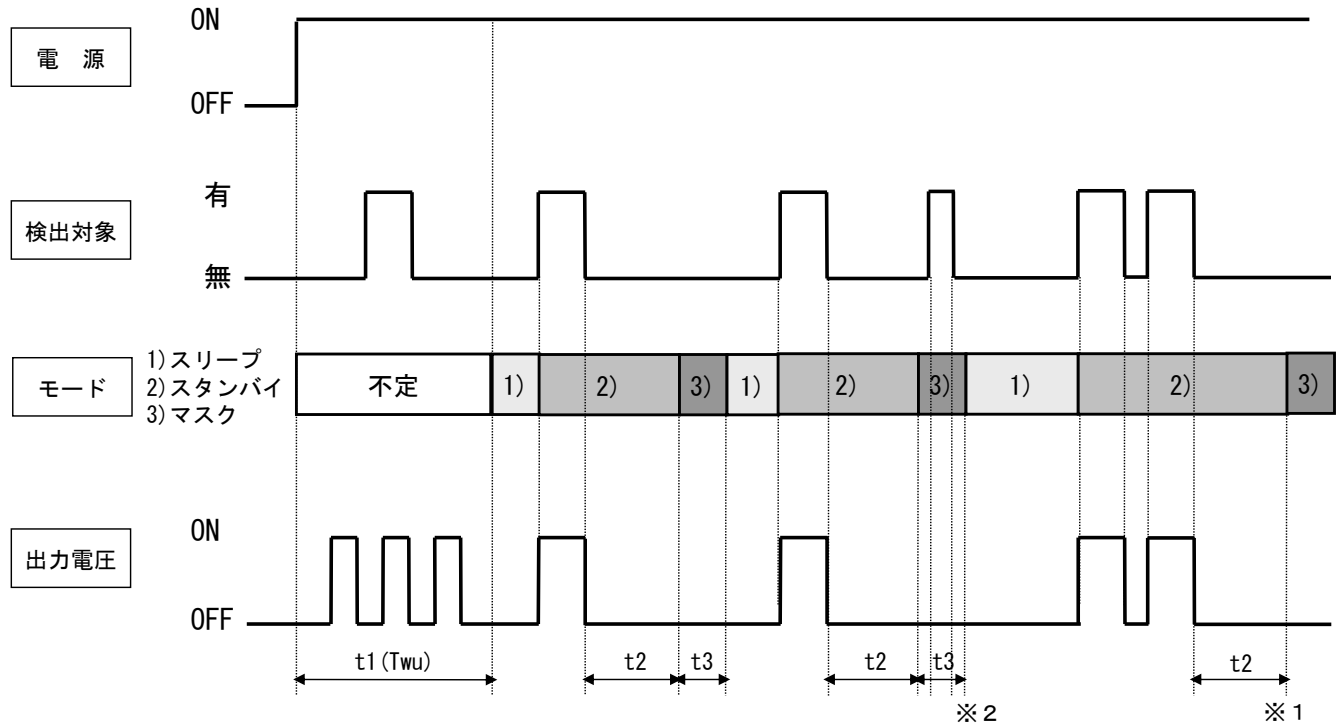 電 源
ON
OFF
検出対象
有
無
モード
1)スリープ
2)スタンバイ
3)マスク
不定 1) 2) 3) 1) 2) 3) 1) 2) 3)
出力電圧
ON
OFF
t1(Twu) t2 t3 t2 t3 t2
※2 ※1